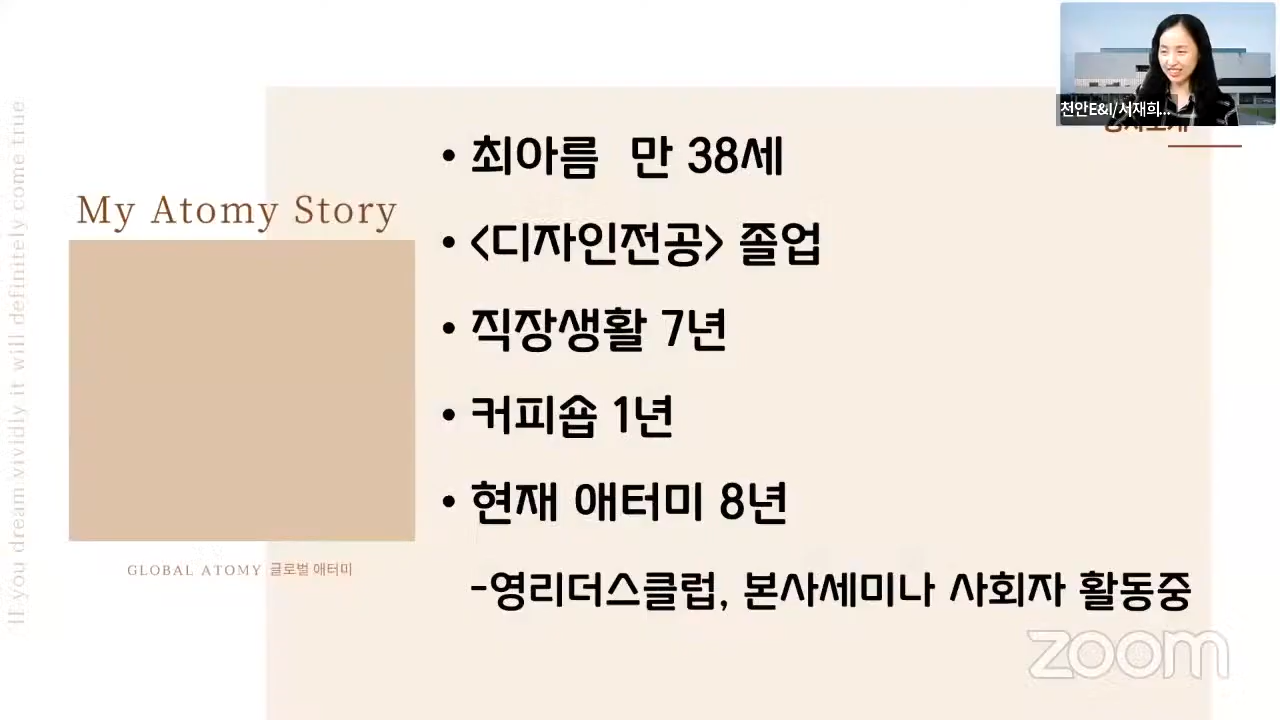 천안E&I/서재희...
My Atomy Story
• 최아름 만 38세
• <디자인전공> 졸업
• 직장생활 7년
• 커피숍 1년
• 현재 애터미 8년
-영리더스클럽, 본사세미나 사회자 활동중
GLOBAL ATOMY 글로벌 애터미
If you dream vividly it will definitely come true
zoom